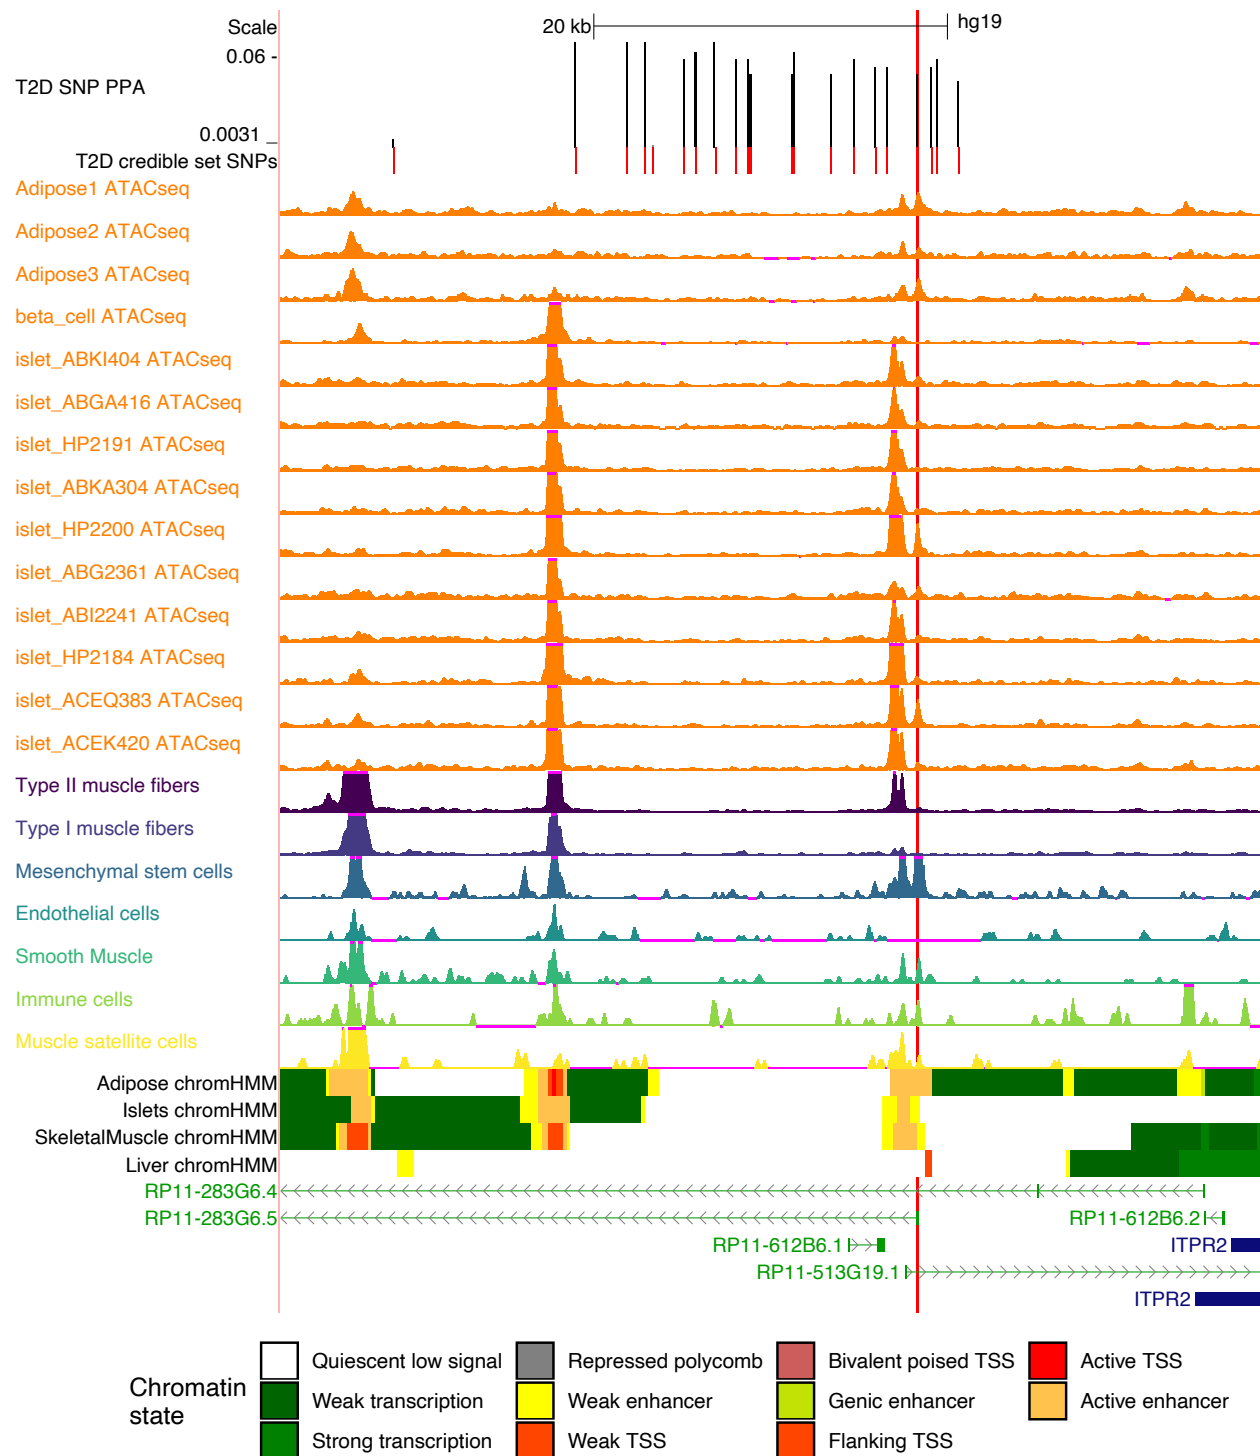 Scale 20 kb hg19
0.06 -
T2D SNP PPA
0.0031 _
T2D credible set SNPs
Adipose1 ATACseq
Adipose2 ATACseq
Adipose3 ATACseq
beta_cell ATACseq
islet_ABKI404 ATACseq
islet_ABGA416 ATACseq
islet_HP2191 ATACseq
islet_ABKA304 ATACseq
islet_HP2200 ATACseq
islet_ABG2361 ATACseq
islet_ABI2241 ATACseq
islet_HP2184 ATACseq
islet_ACEQ383 ATACseq
islet_ACEK420 ATACseq
Type II muscle fibers
Type I muscle fibers
Mesenchymal stem cells
Endothelial cells
Smooth Muscle
Immune cells
Muscle satellite cells
Adipose chromHMM
Islets chromHMM
SkeletalMuscle chromHMM
Liver chromHMM
RP11-283G6.4
RP11-283G6.5 RP11-612B6.2
RP11-612B6.1 ITPR2
RP11-513G19.1
ITPR2
Chromatin
state
Quiescent low signal Repressed polycomb Bivalent poised TSS Active TSS
Weak transcription Weak enhancer Genic enhancer Active enhancer
Strong transcription Weak TSS Flanking TSS